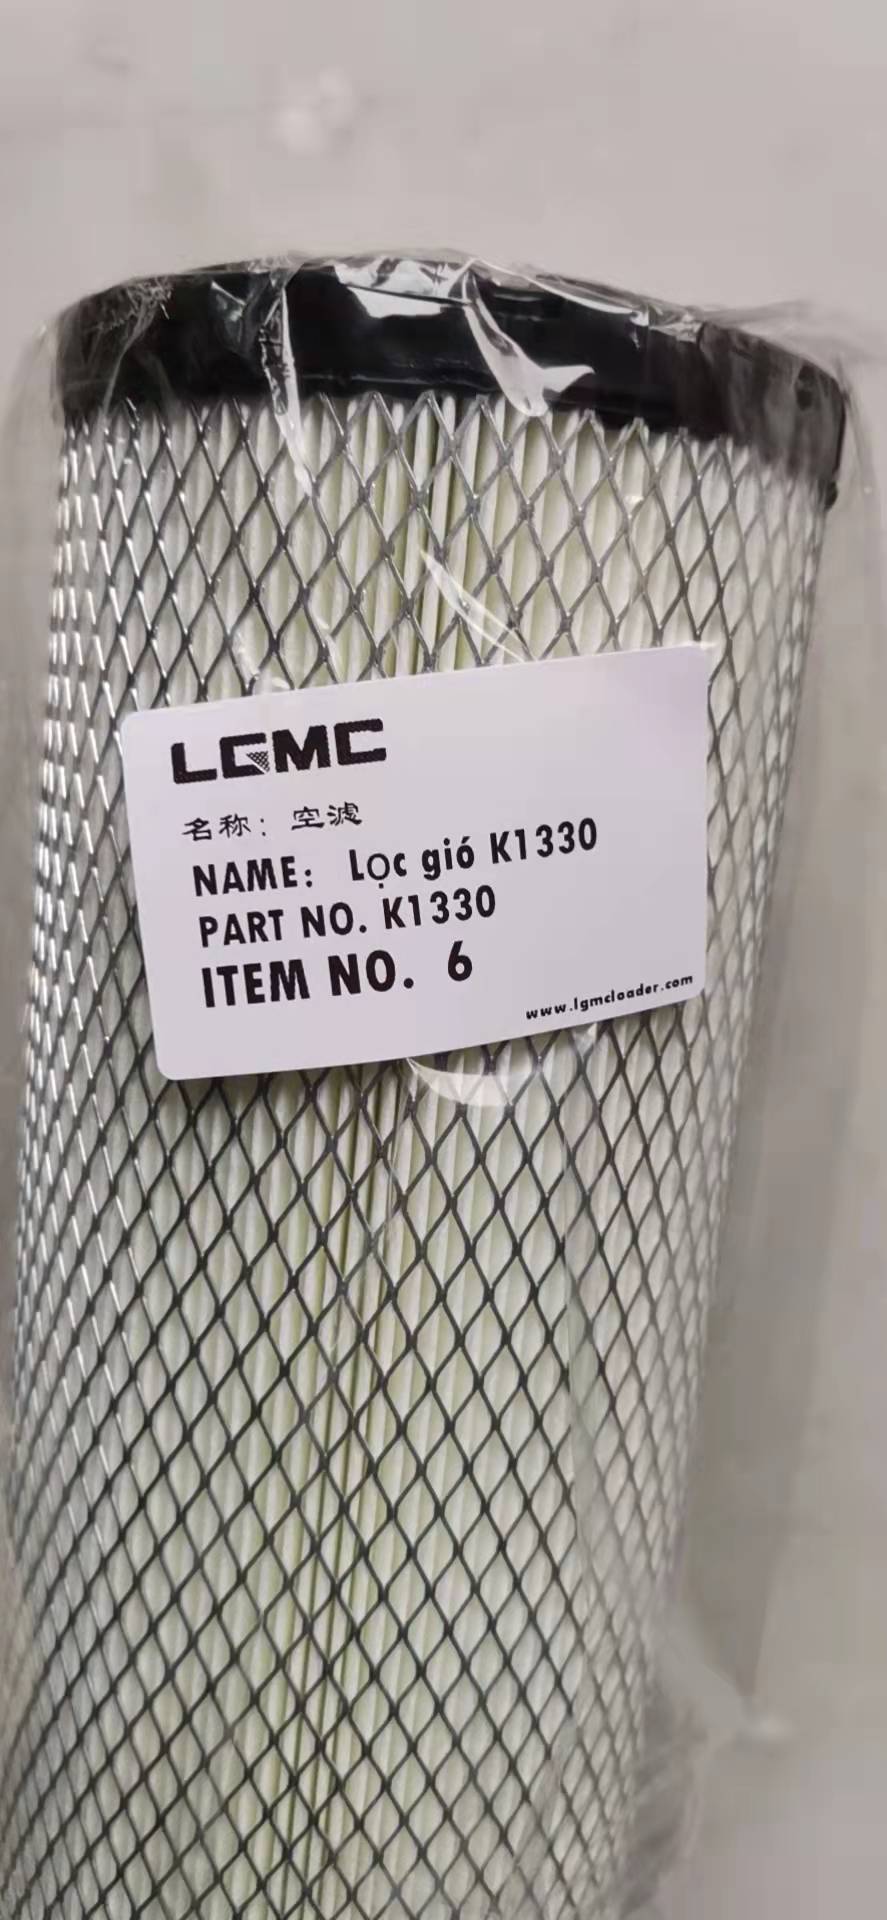 LGMC
名称：空滤
NAME: Lọc gió K1330
PART NO. K1330
ITEM NO. 6
www.lgmcloader.com